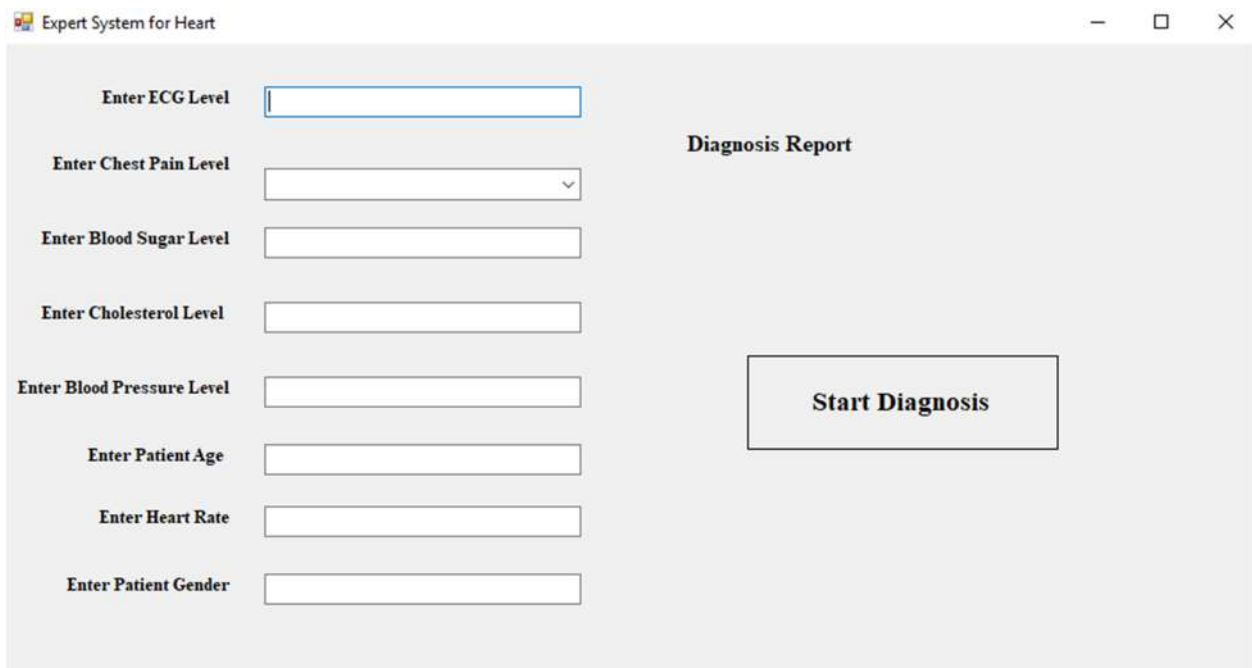 Expert System for Heart
Enter ECG Level
Enter Chest Pain Level
Enter Blood Sugar Level
Enter Cholesterol Level
Enter Blood Pressure Level
Enter Patient Age
Enter Heart Rate
Enter Patient Gender
Diagnosis Report
Start Diagnosis